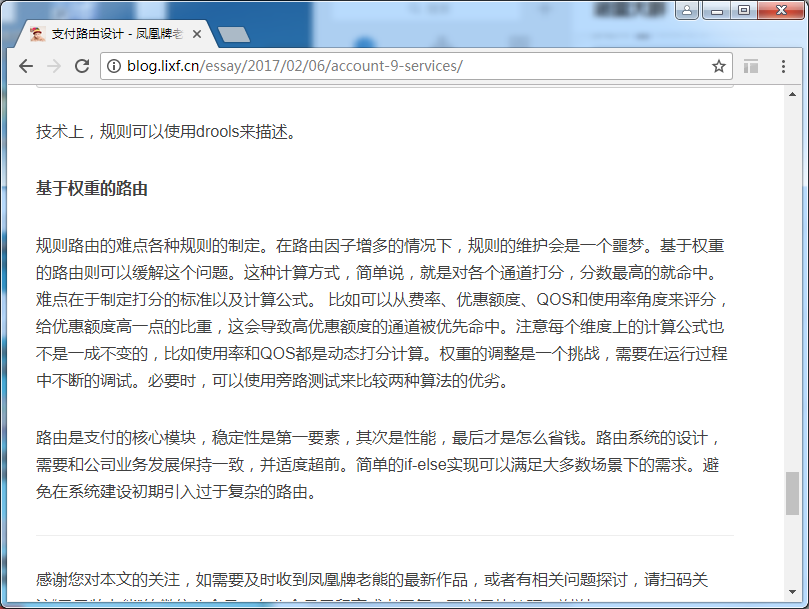 支付路由设计 - 凤凰牌老
blog.lixf.cn/essay/2017/02/06/account-9-services/
技术上，规则可以使用drools来描述。
基于权重的路由
规则路由的难点各种规则的制定。在路由因子增多的情况下，规则的维护会是一个噩梦。基于权重
的路由则可以缓解这个问题。这种计算方式，简单说，就是对各个通道打分，分数最高的就命中。
难点在于制定打分的标准以及计算公式。 比如可以从费率、优惠额度、QOS和使用率角度来评分，
给优惠额度高一点的比重，这会导致高优惠额度的通道被优先命中。注意每个维度上的计算公式也
不是一成不变的，比如使用率和QOS都是动态打分计算。权重的调整是一个挑战，需要在运行过程
中不断的调试。必要时，可以使用旁路测试来比较两种算法的优劣。
路由是支付的核心模块，稳定性是第一要素，其次是性能，最后才是怎么省钱。路由系统的设计，
需要和公司业务发展保持一致，并适度超前。简单的if-else实现可以满足大多数场景下的需求。避
免在系统建设初期引入过于复杂的路由。
感谢您对本文的关注，如需要及时收到凤凰牌老熊的最新作品，或者有相关问题探讨，请扫码关